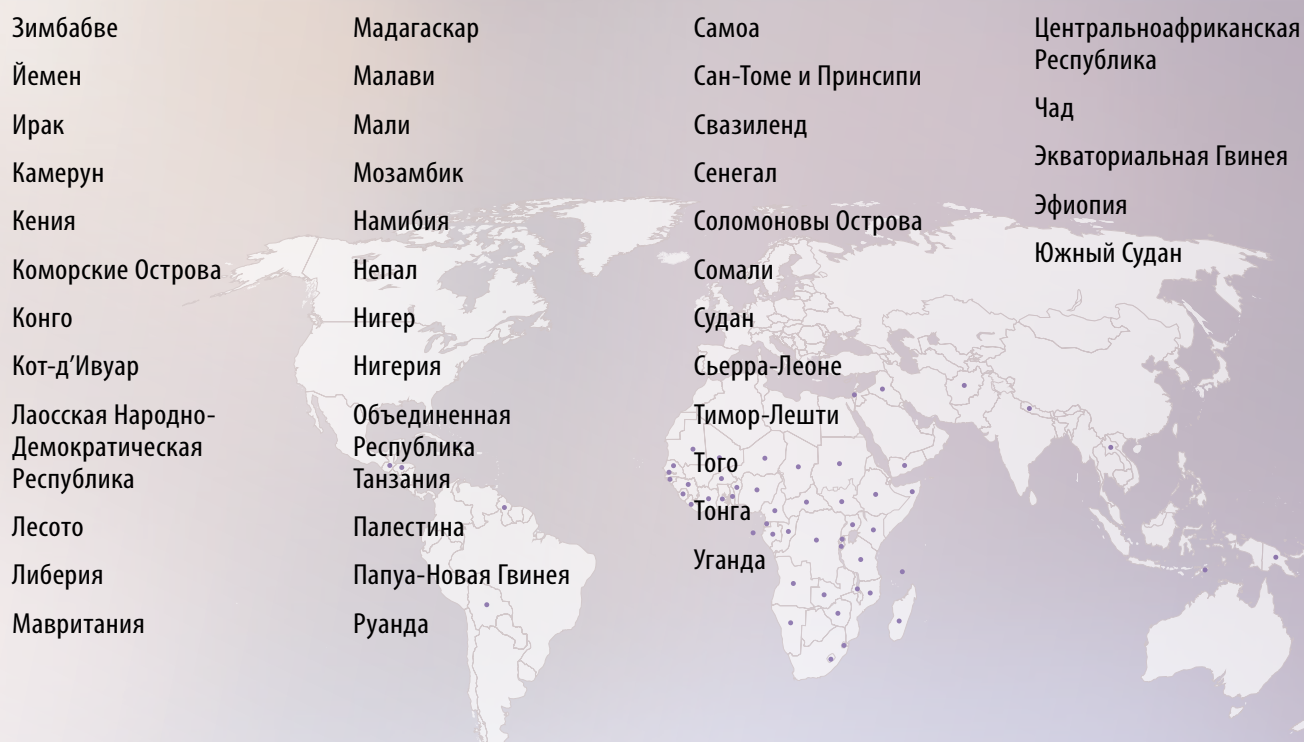 Зимбабве
Йемен
Ирак
Камерун
Кения
Коморские Острова
Конго
Кот-д’Ивуар
Лаосская Народно-
Демократическая
Республика
Лесото
Либерия
Мавритания
Мадагаскар
Малави
Мали
Мозамбик
Намибия
Непал
Нигер
Нигерия
Объединенная
Республика
Танзания
Палестина
Папуа-Новая Гвинея
Руанда
Самоа
Сан-Томе и Принсипи
Свазиленд
Сенегал
Соломоновы Острова
Сомали
Судан
Сьерра-Леоне
Тимор-Лешти
Того
Тонга
Уганда
Центральноафриканская
Республика
Чад
Экваториальная Гвинея
Эфиопия
Южный Судан